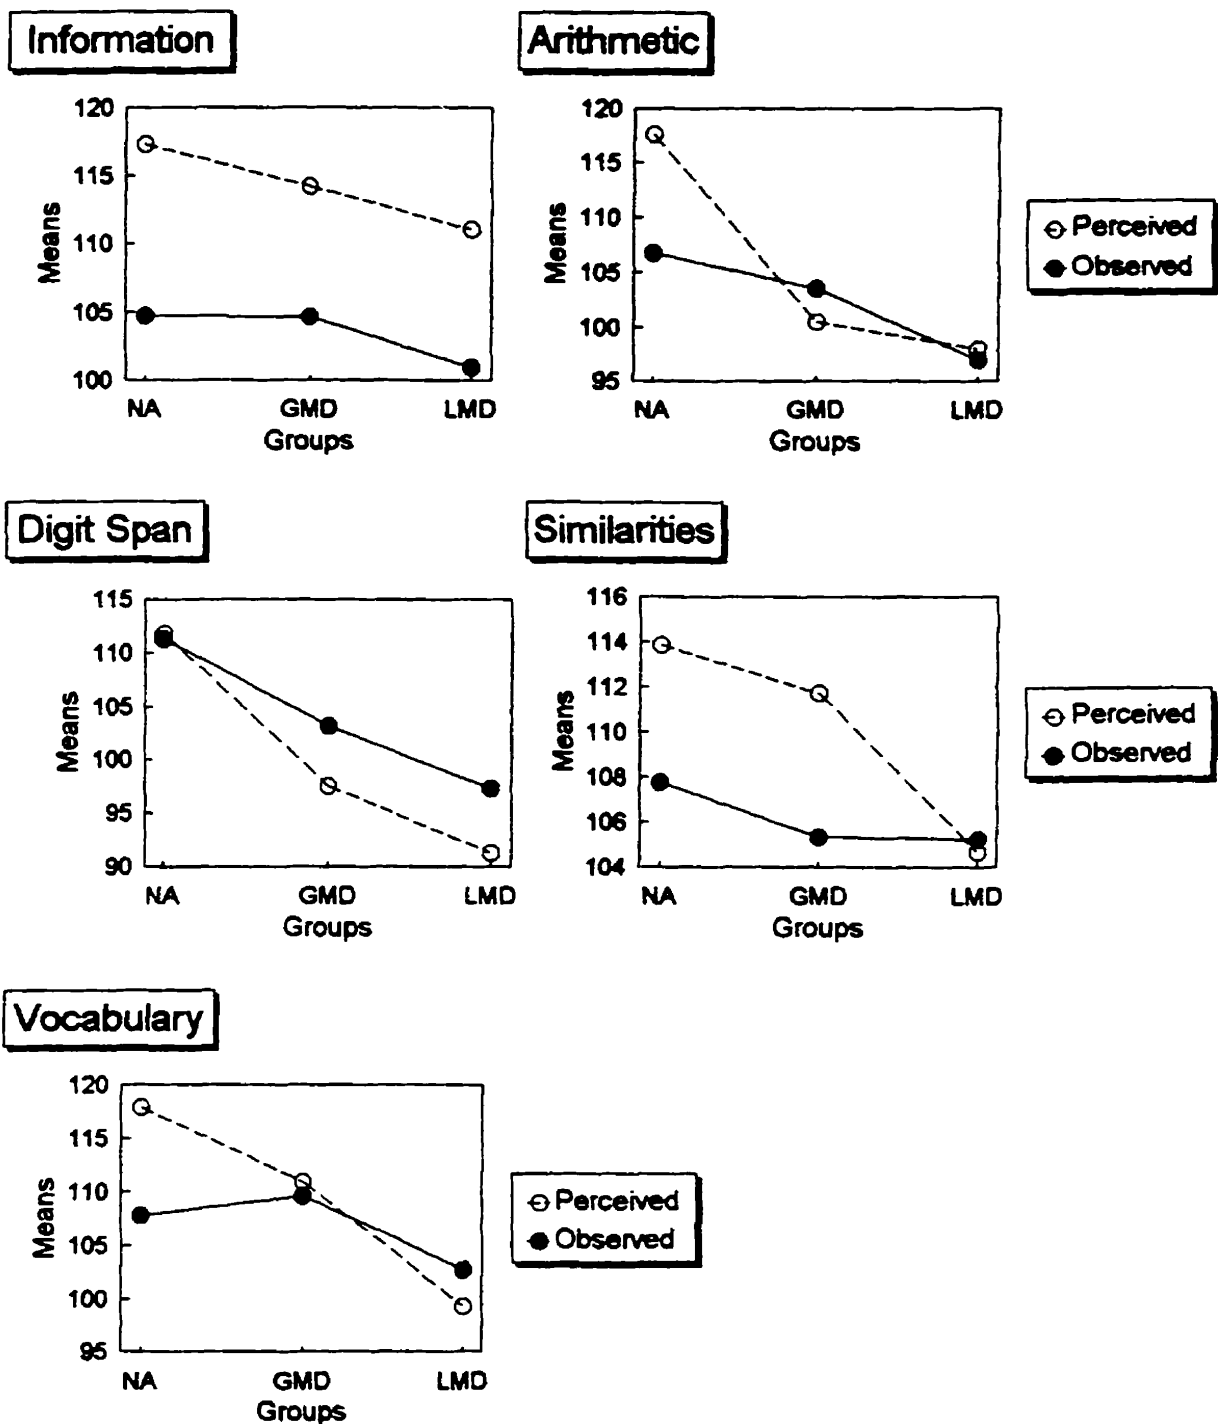 Information
120
115
110
105
100
Means
NA GMD LMD
Groups
Arithmetic
120
115
110
105
100
95
Means
NA GMD LMD
Groups
Perceived
Observed
Digit Span
115
110
105
100
95
90
Means
NA GMD LMD
Groups
Similarities
116
114
112
110
108
106
104
Means
NA GMD LMD
Groups
Perceived
Observed
Vocabulary
120
115
110
105
100
95
Means
NA GMD LMD
Groups
Perceived
Observed